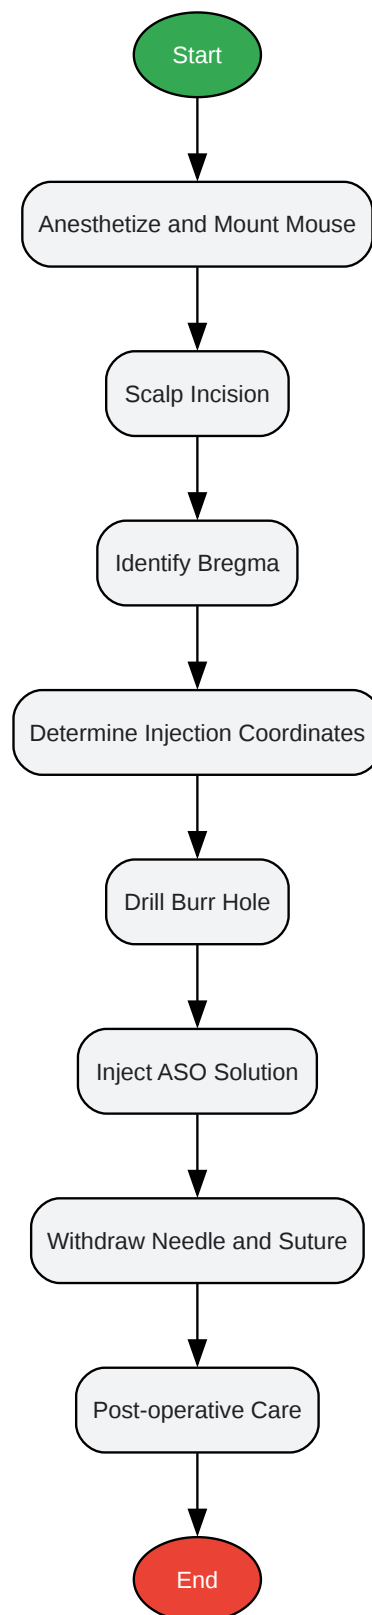 Start
Anesthetize and Mount Mouse
Scalp Incision
Identify Bregma
Determine Injection Coordinates
Drill Burr Hole
Inject ASO Solution
Withdraw Needle and Suture
Post-operative Care
End